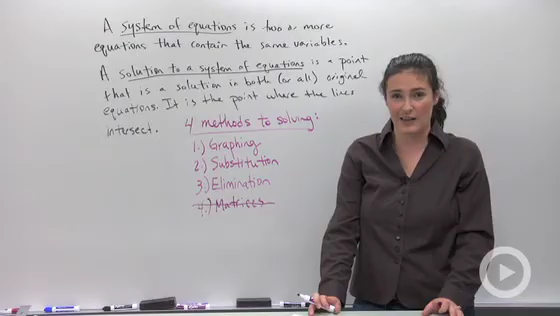 A system of equations is two or more
equations that contain the same variables.
A solution to a system of equations is a point
that is a solution in both (or all) original
equations. It is the point where the lines
intersect.
4 methods to solving:
1.) Graphing
2.) Substitution
3.) Elimination
4.) Matrices